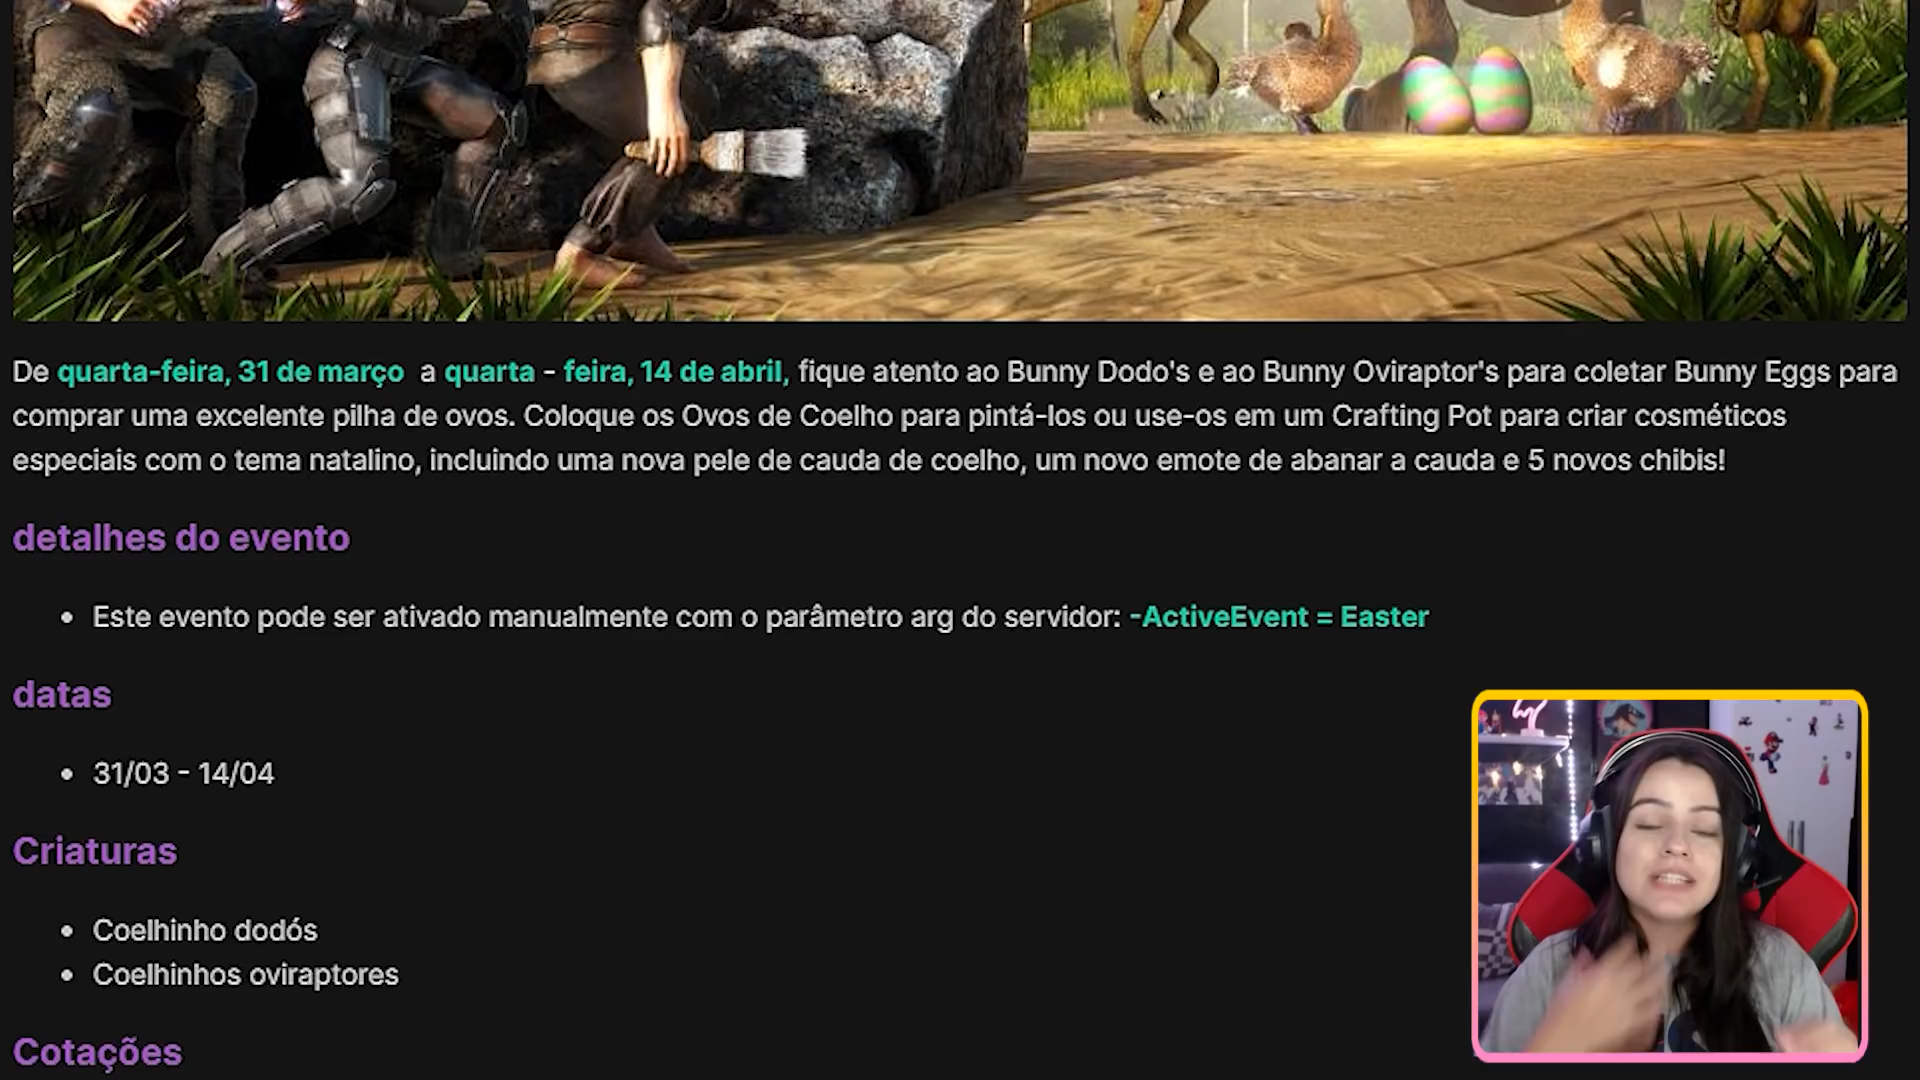 De quarta-feira, 31 de março a quarta - feira, 14 de abril, fique atento ao Bunny Dodo's e ao Bunny Oviraptor's para coletar Bunny Eggs para
comprar uma excelente pilha de ovos. Coloque os Ovos de Coelho para pintá-los ou use-os em um Crafting Pot para criar cosméticos
especiais com o tema natalino, incluindo uma nova pele de cauda de coelho, um novo emote de abanar a cauda e 5 novos chibis!
detalhes do evento
• Este evento pode ser ativado manualmente com o parâmetro arg do servidor: -ActiveEvent = Easter
datas
• 31/03 - 14/04
Criaturas
• Coelhinho dodós
• Coelhinhos oviraptores
Cotações